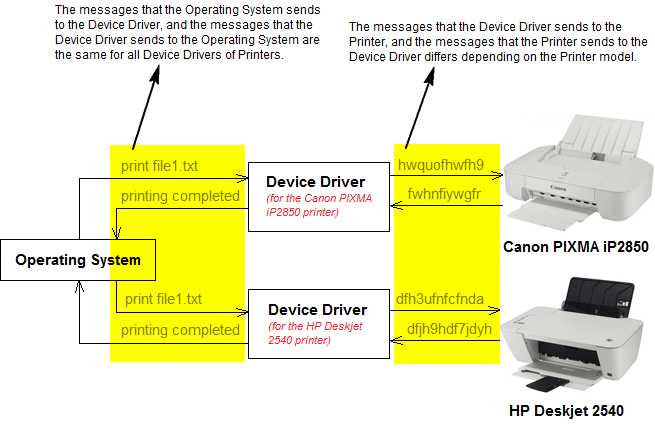 The messages that the Operating System sends
to the Device Driver, and the messages that the
Device Driver sends to the Operating System are
the same for all Device Drivers of Printers.
The messages that the Device Driver sends to the
Printer, and the messages that the Printer sends to the
Device Driver differs depending on the Printer model.
print file1.txt
printing completed
Device Driver
(for the Canon PIXMA
iP2850 printer)
hwquofhwfh9
fwhnfiywgfr
Canon
Canon PIXMA iP2850
Operating System
print file1.txt
printing completed
Device Driver
(for the HP Deskjet
2540 printer)
dfh3ufnfcfnda
dfjh9hdf7jdyh
HP Deskjet 2540